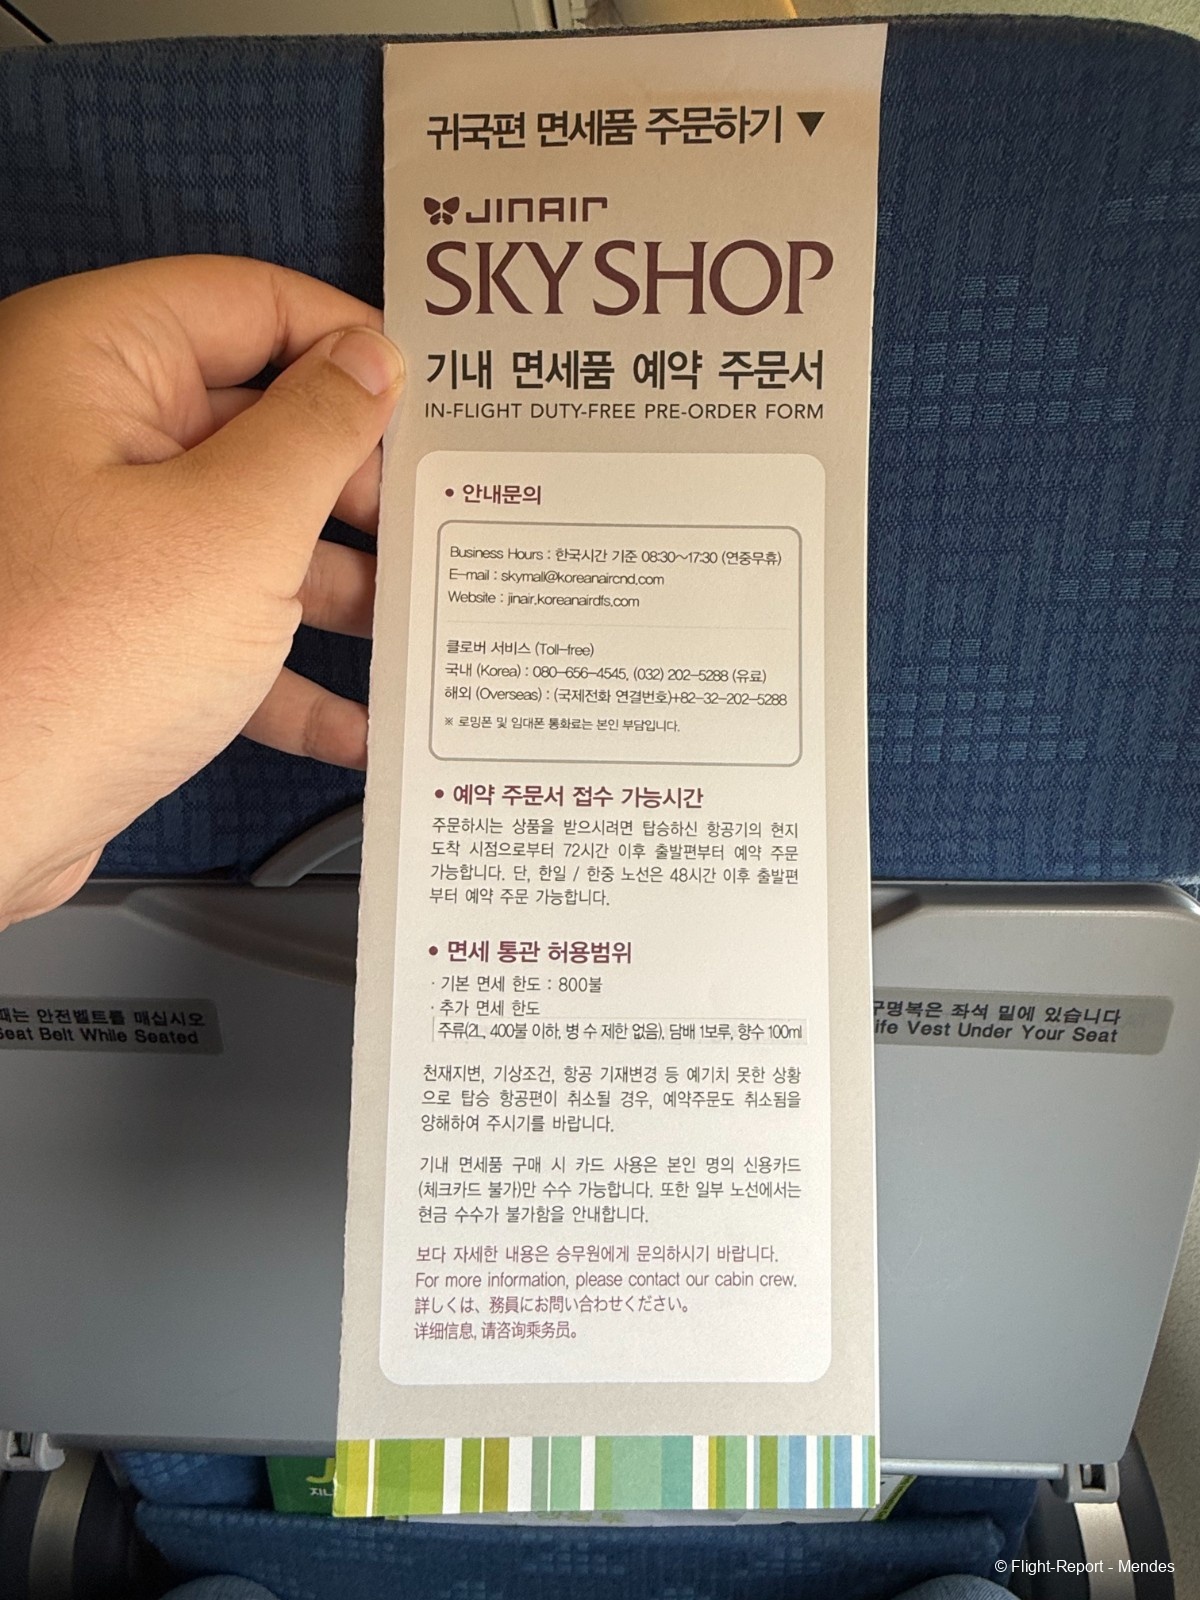 귀국편 면세품 주문하기 ▼
JINAIR
SKY SHOP
기내 면세품 예약 주문서
IN-FLIGHT DUTY-FREE PRE-ORDER FORM
• 안내문의
Business Hours : 한국시간 기준 08:30~17:30 (연중무휴)
E-mail : skymall@koreanaircnd.com
Website : jinair.koreanairdfs.com
클로버 서비스 (Toll-free)
국내 (Korea) : 080-656-4545, (032) 202-5288 (유료)
해외 (Overseas) : (국제전화 연결번호)+82-32-202-5288
※ 로밍폰 및 임대폰 통화료는 본인 부담입니다.
• 예약 주문서 접수 가능시간
주문하시는 상품을 받으시려면 탑승하신 항공기의 현지
도착 시점으로부터 72시간 이후 출발편부터 예약 주문
가능합니다. 단, 한일 / 한중 노선은 48시간 이후 출발편
부터 예약 주문 가능합니다.
• 면세 통관 허용범위
· 기본 면세 한도 : 800불
· 추가 면세 한도
주류(2L, 400불 이하, 병 수 제한 없음), 담배 1보루, 향수 100ml
천재지변, 기상조건, 항공 기재변경 등 예기치 못한 상황
으로 탑승 항공편이 취소될 경우, 예약주문도 취소됨을
양해하여 주시기를 바랍니다.
기내 면세품 구매 시 카드 사용은 본인 명의 신용카드
(체크카드 불가)만 수수 가능합니다. 또한 일부 노선에서는
현금 수수가 불가함을 안내합니다.
보다 자세한 내용은 승무원에게 문의하시기 바랍니다.
For more information, please contact our cabin crew.
詳しくは、務員にお問い合わせください。
详细信息, 请咨询乘务员。
때는 안전벨트를 매십시오
Seat Belt While Seated
구명복은 좌석 밑에 있습니다
ife Vest Under Your Seat
© Flight-Report - Mendes